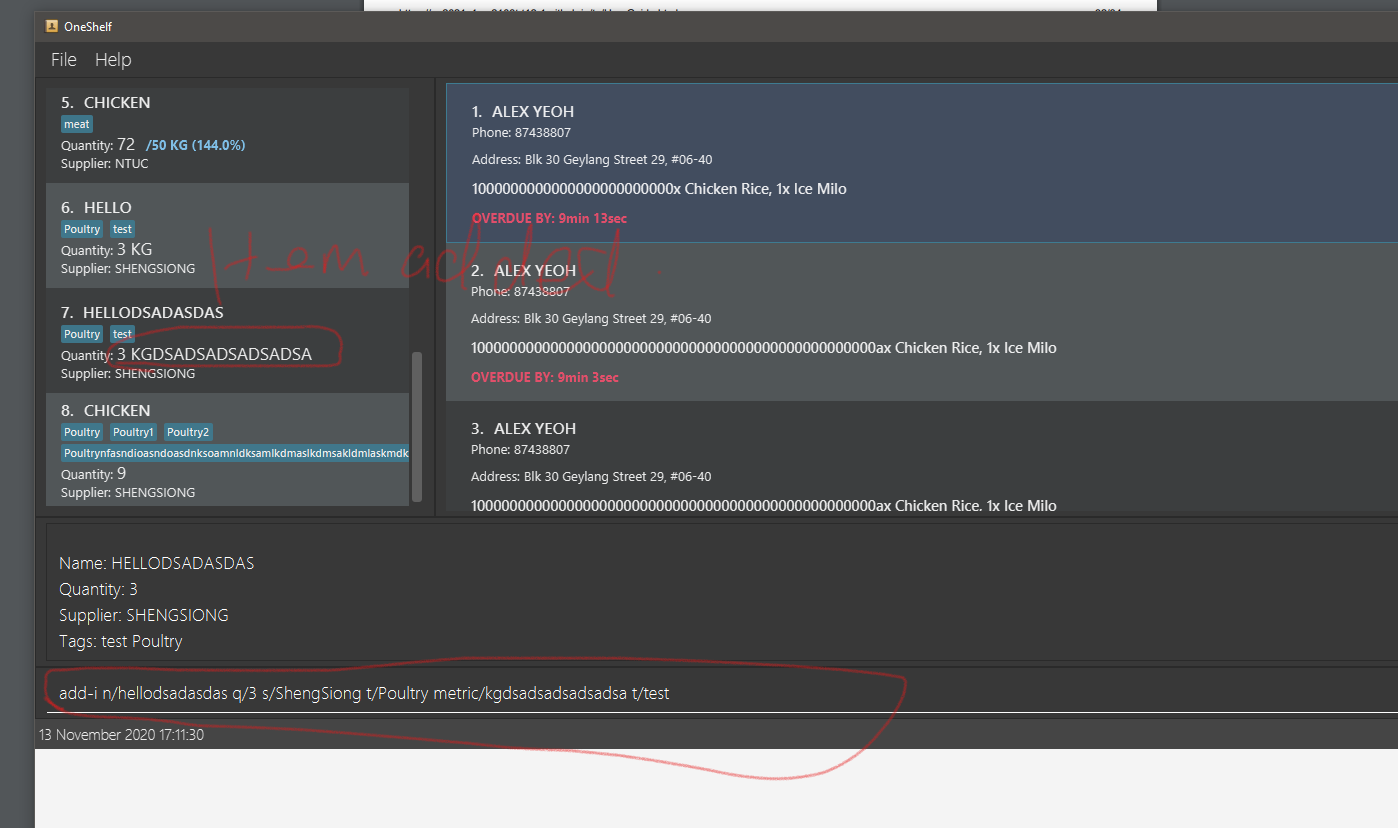 OneShelf
File Help
5. CHICKEN
meat
Quantity: 72 /50 KG (144.0%)
Supplier: NTUC
6. HELLO
Poultry test
Quantity: 3 KG
Supplier: SHENGSIONG
7. HELLODSADASDAS
Poultry test
Quantity: 3 KGDSADSADSADSADSA
Supplier: SHENGSIONG
8. CHICKEN
Poultry Poultry1 Poultry2
Quantity: 9
Supplier: SHENGSIONG
1. ALEX YEOH
Phone: 87438807
Address: Blk 30 Geylang Street 29, #06-40
Chicken Rice, 1x Ice Milo
OVERDUE BY: 9min 13sec
2. ALEX YEOH
Phone: 87438807
Address: Blk 30 Geylang Street 29, #06-40
Chicken Rice, 1x Ice Milo
OVERDUE BY: 9min 3sec
3. ALEX YEOH
Phone: 87438807
Address: Blk 30 Geylang Street 29, #06-40
Chicken Rice, 1x Ice Milo
Item added
Name: HELLODSADASDAS
Quantity: 3
Supplier: SHENGSIONG
Tags: test Poultry
add-i n/hellodsadasdas q/3 s/ShengSiong t/Poultry metric/kgdsadsadsadsadsa t/test
13 November 2020 17:11:30